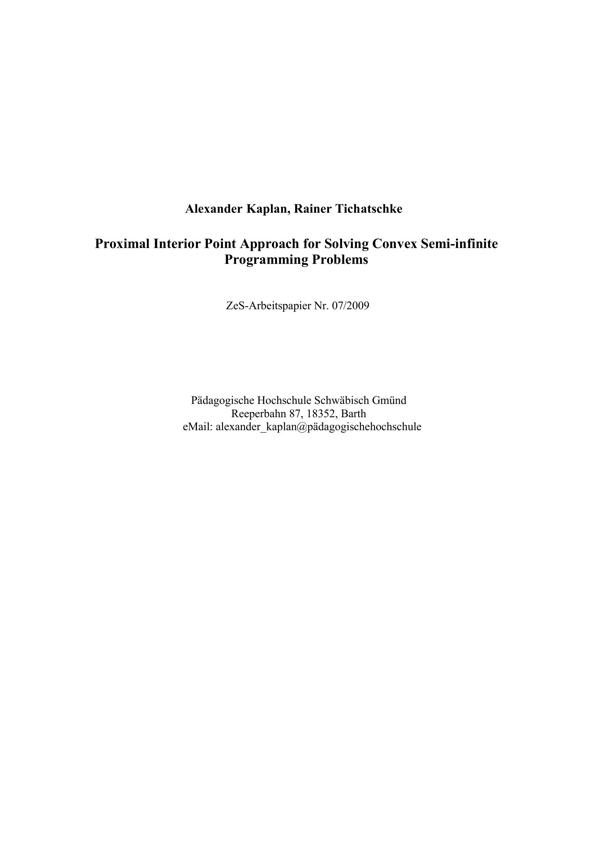 Alexander Kaplan, Rainer Tichatschke
Proximal Interior Point Approach for Solving Convex Semi-infinite
Programming Problems
ZeS-Arbeitspapier Nr. 07/2009
Pädagogische Hochschule Schwäbisch Gmünd
Reeperbahn 87, 18352, Barth
eMail: alexander_kaplan@pädagogischehochschule